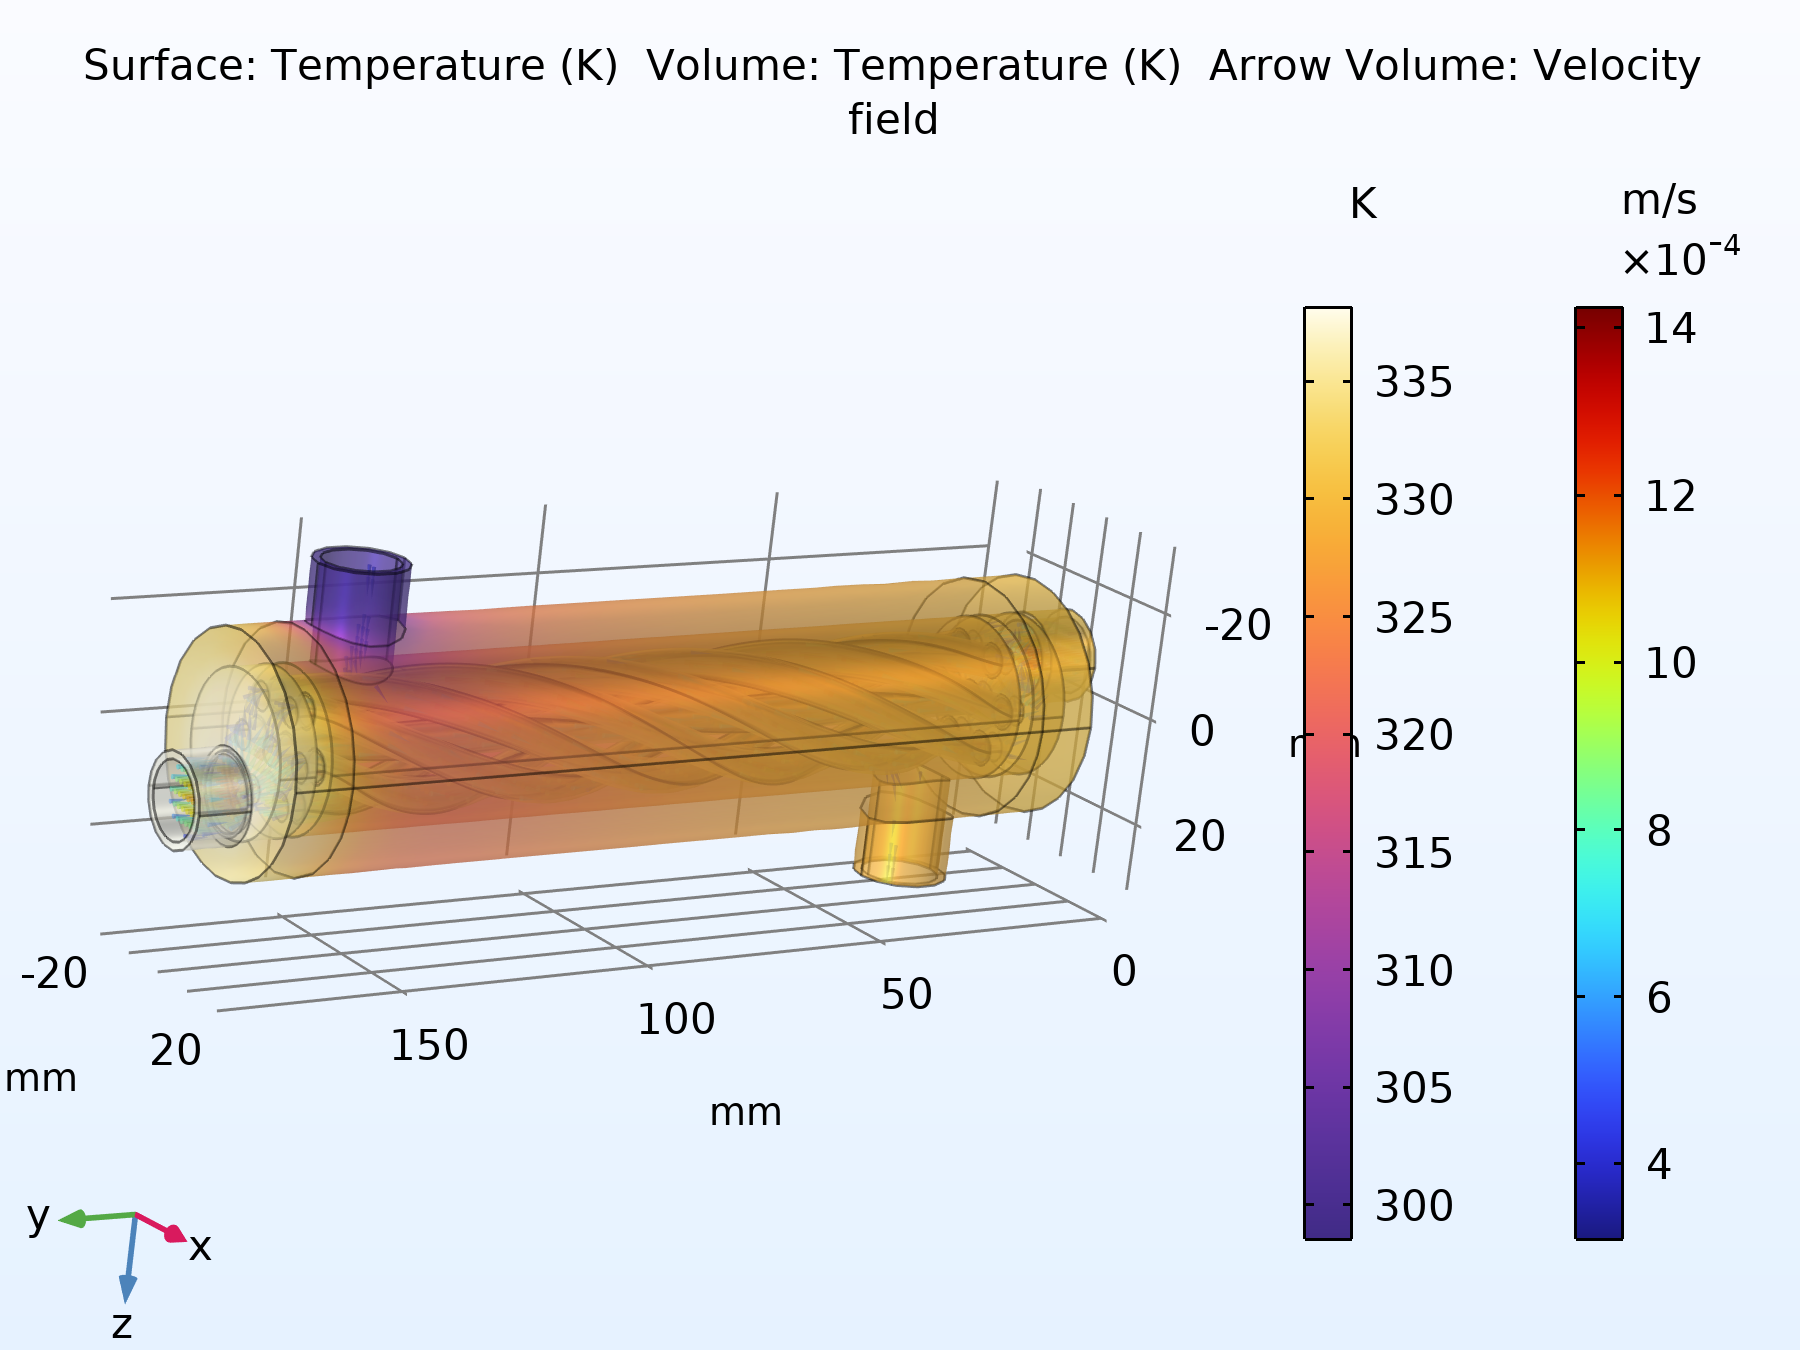 Surface: Temperature (K) Volume: Temperature (K) Arrow Volume: Velocity
field
K
m/s
×10⁻⁴
335
330
325
320
315
310
305
300
14
12
10
8
6
4
-20
0
mm
20
0
50
100
150
mm
-20
20
mm
y
x
z